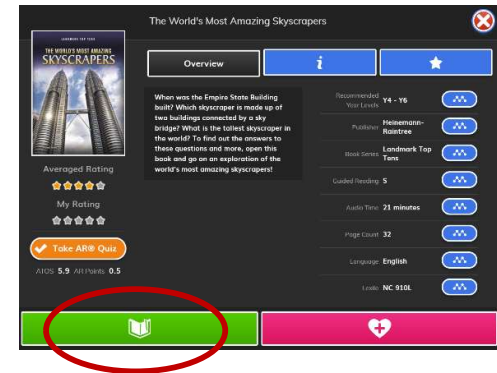 The World's Most Amazing Skyscrapers
LANDMARK TOP TENS
THE WORLD'S MOST AMAZING
SKYSCRAPERS
Overview
i
When was the Empire State Building
built? Which skyscraper is made up of
two buildings connected by a sky
bridge? What is the tallest skyscraper in
the world? To find out the answers to
these questions and more, open this
book and go on an exploration of the
world's most amazing skyscrapers!
Averaged Rating
My Rating
Take AR® Quiz
ATOS 5.9 AR Points 0.5
Recommended
Year Levels Y4 - Y6
Publisher Heinemann-
Raintree
Book Series Landmark Top
Tens
Guided Reading S
Audio Time 21 minutes
Page Count 32
Language English
Lexile NC 910L